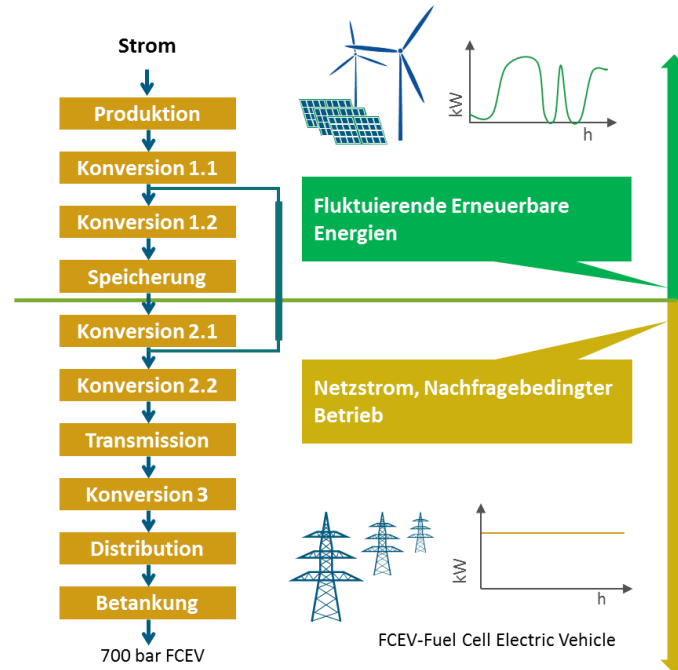 Strom
Produktion
Konversion 1.1
Konversion 1.2
Speicherung
Konversion 2.1
Konversion 2.2
Transmission
Konversion 3
Distribution
Betankung
700 bar FCEV
kW
h
Fluktuierende Erneuerbare
Energien
Netzstrom, Nachfragebedingter
Betrieb
kW
h
FCEV-Fuel Cell Electric Vehicle